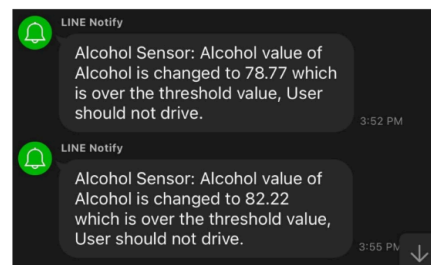 LINE Notify
Alcohol Sensor: Alcohol value of
Alcohol is changed to 78.77 which
is over the threshold value, User
should not drive.
3:52 PM
LINE Notify
Alcohol Sensor: Alcohol value of
Alcohol is changed to 82.22
which is over the threshold value,
User should not drive.
3:55 PM